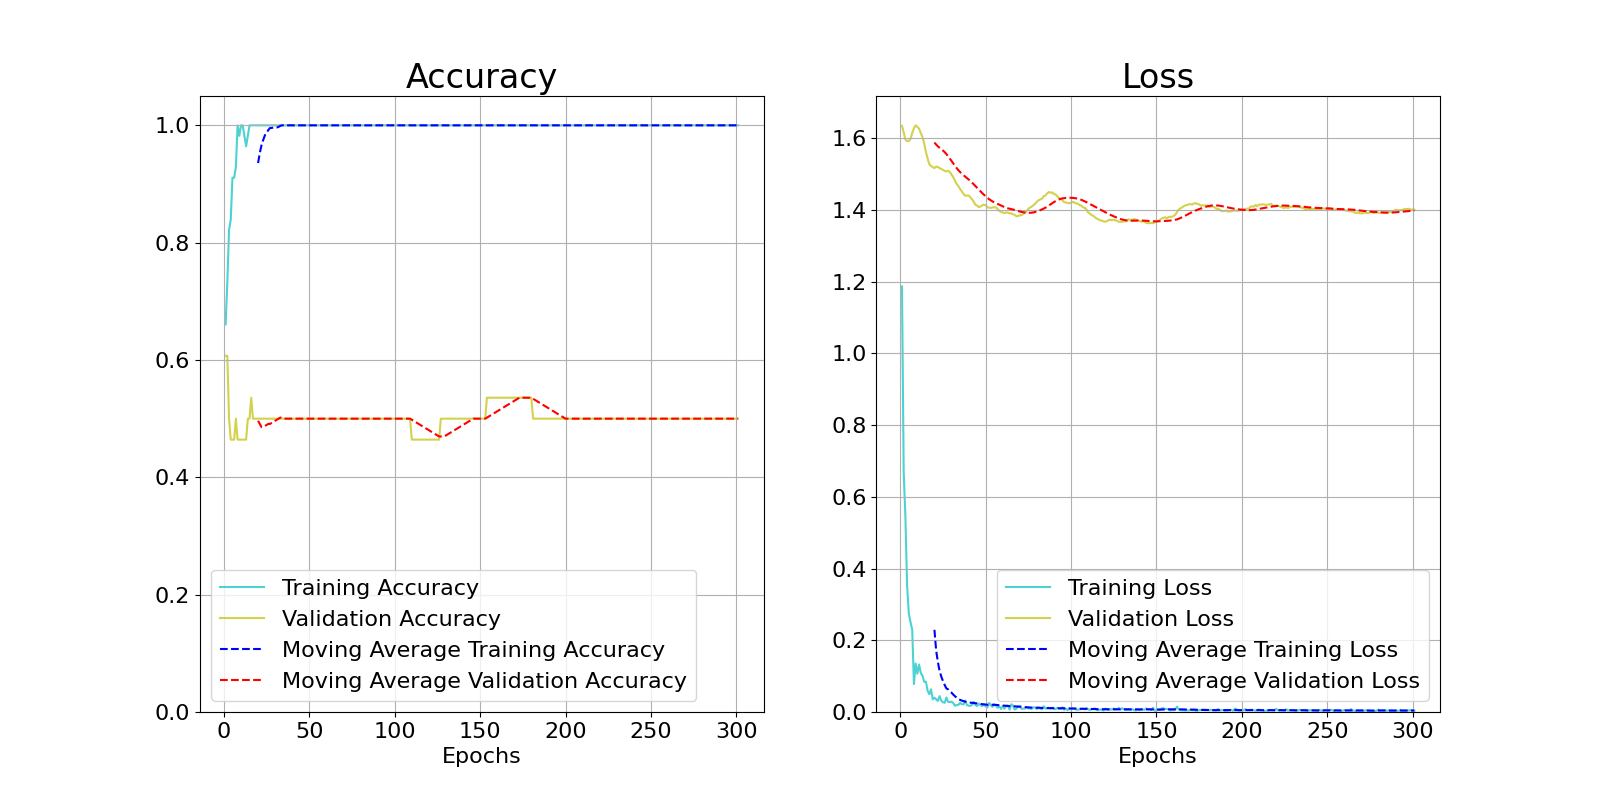 Accuracy
1.0
0.8
0.6
0.4
0.2
0.0
Training Accuracy
Validation Accuracy
Moving Average Training Accuracy
Moving Average Validation Accuracy
0 50 100 150 200 250 300
Epochs
Loss
1.6
1.4
1.2
1.0
0.8
0.6
0.4
0.2
0.0
Training Loss
Validation Loss
Moving Average Training Loss
Moving Average Validation Loss
0 50 100 150 200 250 300
Epochs